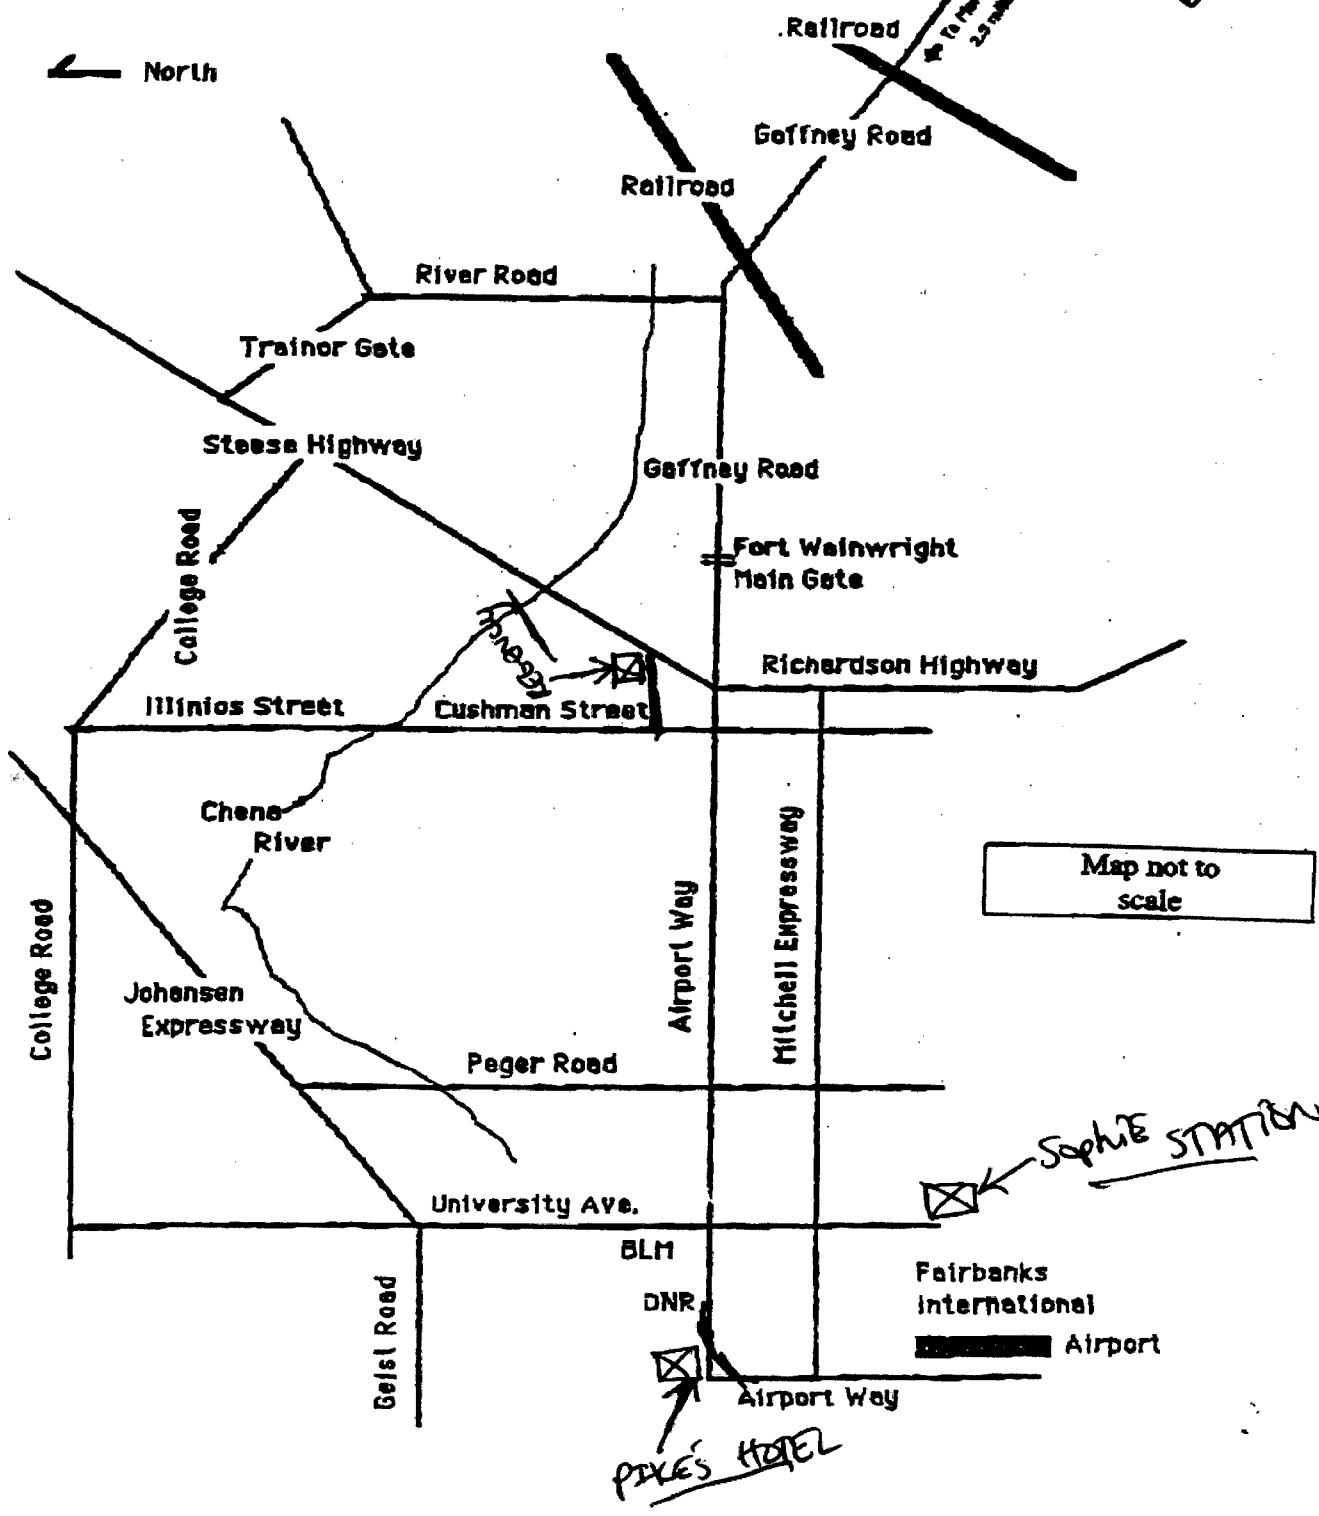 .Railroad
To
North
Gaffney Road
Railroad
River Road
Trainor Gate
Steese Highway
Gaffney Road
College Road
Fort Wainwright
Main Gate
Richardson Highway
Illinios Street
Cushman Street
Chena
River
Map not to
scale
Airport Way
Mitchell Expressway
College Road
Johansen
Expressway
Peger Road
SophiE STATION
University Ave.
BLM
Fairbanks
International
DNR
Airport
Geist Road
Airport Way
PIKE'S HOTEL